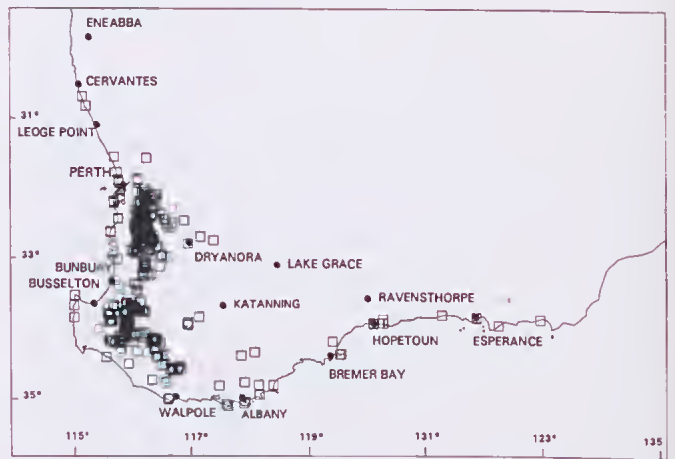 ENEABBA
CERVANTES
31°
LEOGE POINT
PERTH
33°
DRYANORA
LAKE GRACE
BUNBURY
BUSSELTON
KATANNING
RAVENSTHORPE
HOPETOUN
ESPERANCE
BREMER BAY
35°
WALPOLE
ALBANY
115°
117°
119°
121°
123°
135